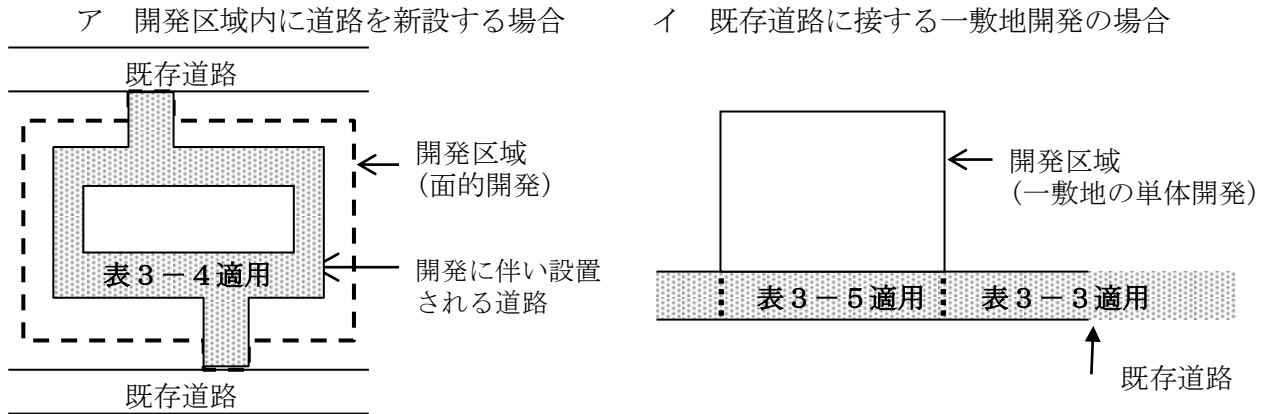 ア　開発区域内に道路を新設する場合
既存道路
開発区域
（面的開発）
表３－４適用
開発に伴い設置
される道路
既存道路
イ　既存道路に接する一敷地開発の場合
開発区域
（一敷地の単体開発）
表３－５適用
表３－３適用
既存道路